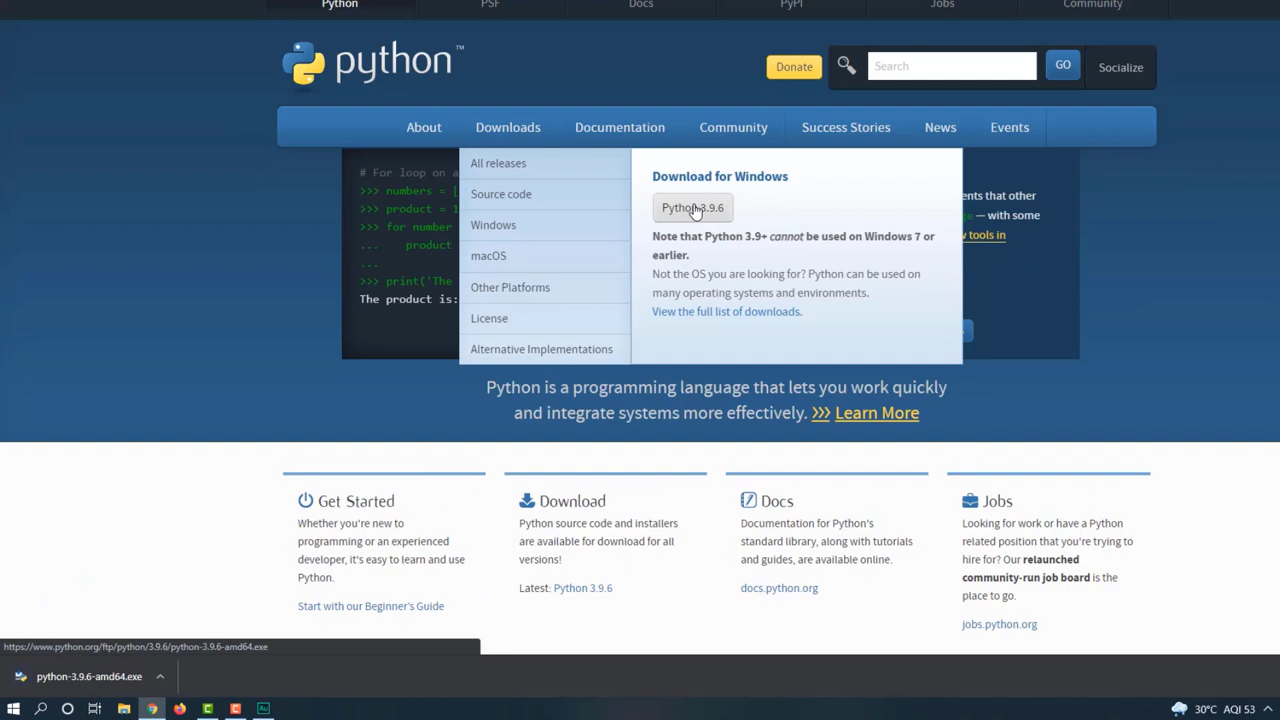 Python
PSF
Docs
PyPI
Jobs
Community
python™
Donate
Search
GO
Socialize
About
Downloads
Documentation
Community
Success Stories
News
Events
# For loop on a
>>> numbers = [
>>> product = 1
>>> for number
... product
...
>>> print('The
The product is:
All releases
Source code
Windows
macOS
Other Platforms
License
Alternative Implementations
Download for Windows
Python 3.9.6
Note that Python 3.9+ cannot be used on Windows 7 or
earlier.
Not the OS you are looking for? Python can be used on
many operating systems and environments.
View the full list of downloads.
ents that other
— with some
w tools in
Python is a programming language that lets you work quickly
and integrate systems more effectively. >>> Learn More
Get Started
Whether you're new to
programming or an experienced
developer, it's easy to learn and use
Python.
Start with our Beginner's Guide
Download
Python source code and installers
are available for download for all
versions!
Latest: Python 3.9.6
Docs
Documentation for Python's
standard library, along with tutorials
and guides, are available online.
docs.python.org
Jobs
Looking for work or have a Python
related position that you're trying to
hire for? Our relaunched
community-run job board is the
place to go.
jobs.python.org
https://www.python.org/ftp/python/3.9.6/python-3.9.6-amd64.exe
python-3.9.6-amd64.exe
30°C AQI 53